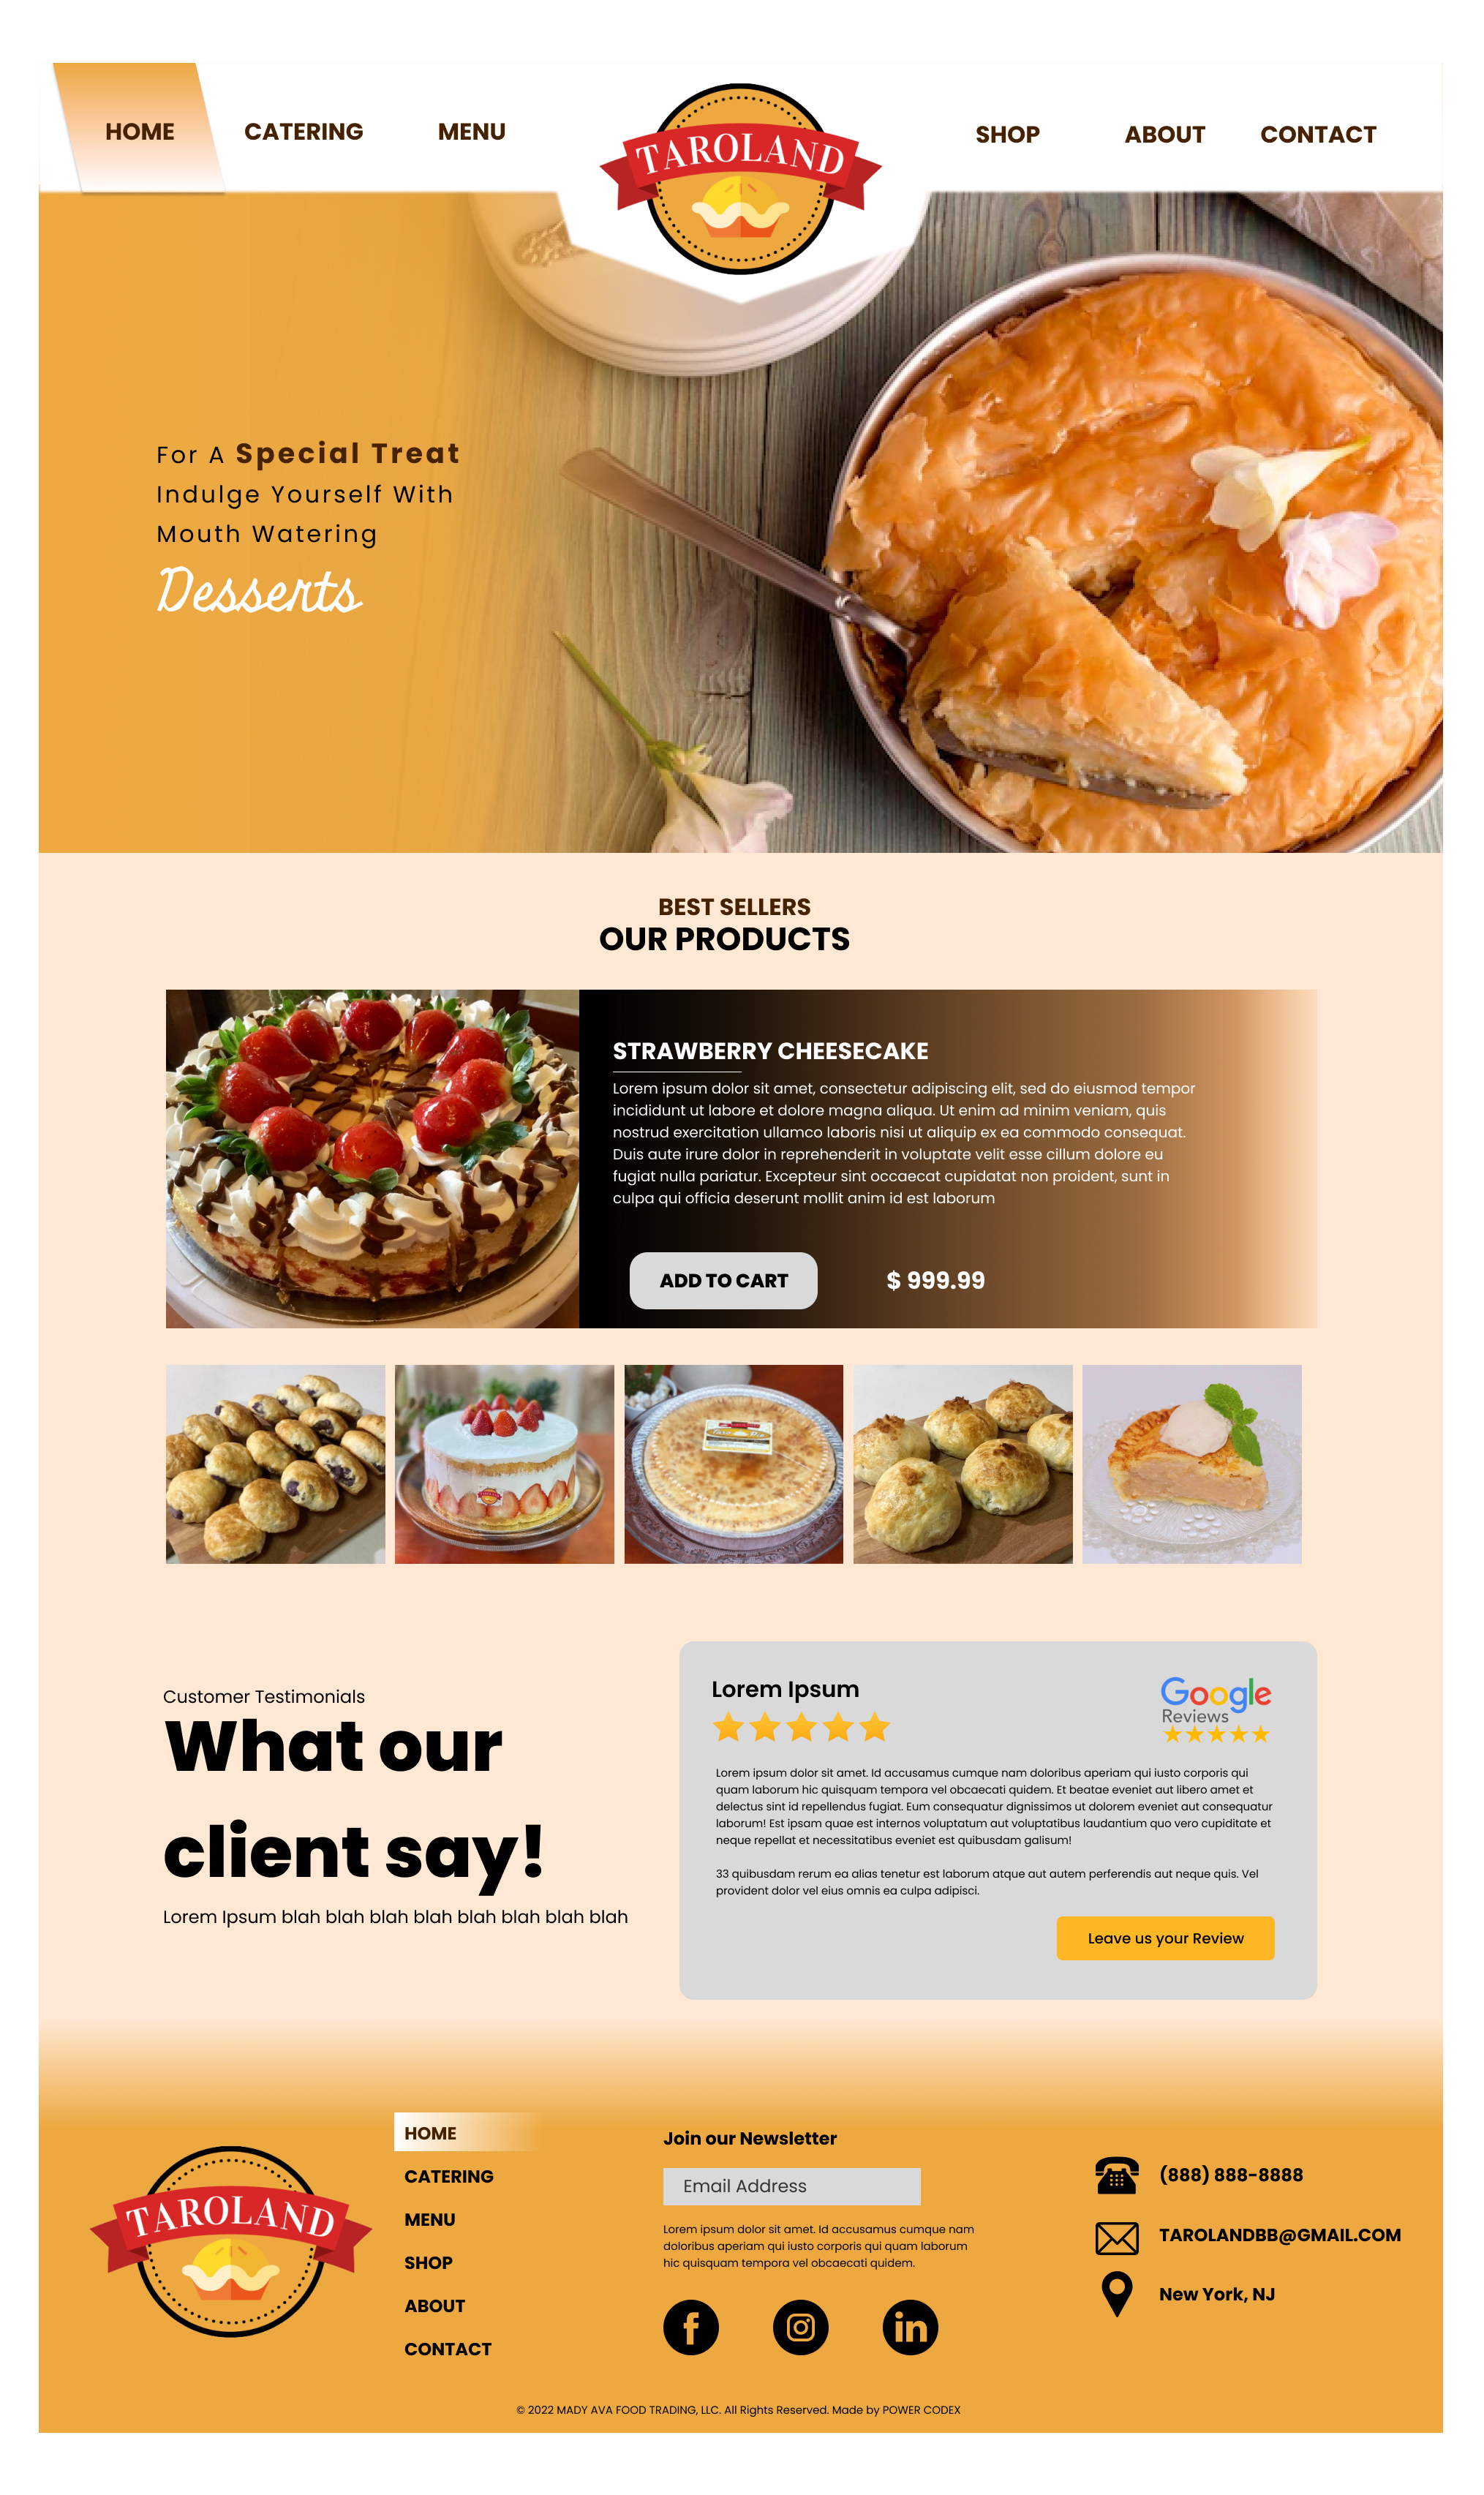 HOME
CATERING
MENU
TAROLAND
SHOP
ABOUT
CONTACT
For A Special Treat
Indulge Yourself With
Mouth Watering
Desserts
BEST SELLERS
OUR PRODUCTS
STRAWBERRY CHEESECAKE
Lorem ipsum dolor sit amet, consectetur adipiscing elit, sed do eiusmod tempor
incididunt ut labore et dolore magna aliqua. Ut enim ad minim veniam, quis
nostrud exercitation ullamco laboris nisi ut aliquip ex ea commodo consequat.
Duis aute irure dolor in reprehenderit in voluptate velit esse cillum dolore eu
fugiat nulla pariatur. Excepteur sint occaecat cupidatat non proident, sunt in
culpa qui officia deserunt mollit anim id est laborum
ADD TO CART
$ 999.99
Customer Testimonials
What our
client say!
Lorem Ipsum blah blah blah blah blah blah blah blah
Lorem Ipsum
Google
Reviews
Lorem ipsum dolor sit amet. Id accusamus cumque nam doloribus aperiam qui iusto corporis qui
quam laborum hic quisquam tempora vel obcaecati quidem. Et beatae eveniet aut libero amet et
delectus sint id repellendus fugiat. Eum consequatur dignissimos ut dolorem eveniet aut consequatur
laborum! Est ipsam quae est internos voluptatum aut voluptatibus laudantium quo vero cupiditate et
neque repellat et necessitatibus eveniet est quibusdam galisum!
33 quibusdam rerum ea alias tenetur est laborum atque aut autem perferendis aut neque quis. Vel
provident dolor vel eius omnis ea culpa adipisci.
Leave us your Review
TAROLAND
HOME
CATERING
MENU
SHOP
ABOUT
CONTACT
Join our Newsletter
Email Address
Lorem ipsum dolor sit amet. Id accusamus cumque nam
doloribus aperiam qui iusto corporis qui quam laborum
hic quisquam tempora vel obcaecati quidem.
(888) 888-8888
TAROLANDBB@GMAIL.COM
New York, NJ
© 2022 MADY AVA FOOD TRADING, LLC. All Rights Reserved. Made by POWER CODEX